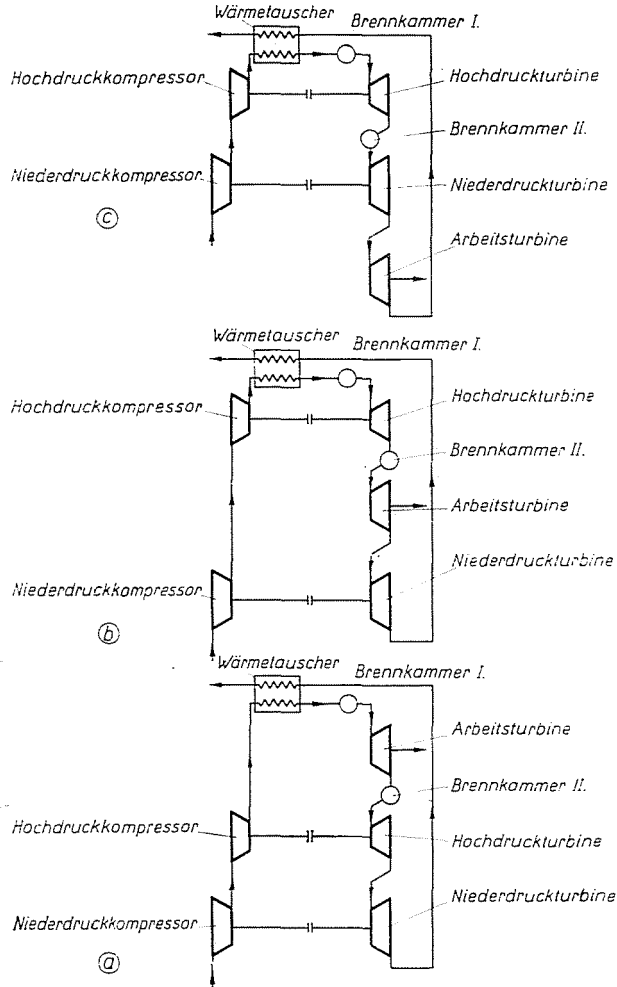 Wärmetauscher
Brennkammer I.
Hochdruckkompressor
Hochdruckturbine
Brennkammer II.
Niederdruckkompressor
Niederdruckturbine
c
Arbeitsturbine
Wärmetauscher
Brennkammer I.
Hochdruckkompressor
Hochdruckturbine
Brennkammer II.
Arbeitsturbine
Niederdruckkompressor
Niederdruckturbine
b
Wärmetauscher
Brennkammer I.
Arbeitsturbine
Brennkammer II.
Hochdruckkompressor
Hochdruckturbine
Niederdruckkompressor
Niederdruckturbine
a